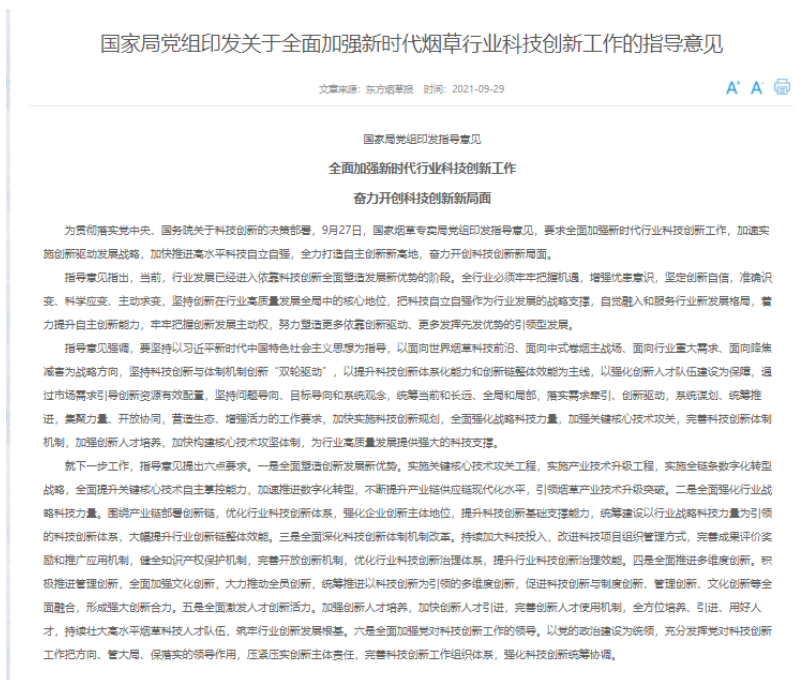 国家局党组印发关于全面加强新时代烟草行业科技创新工作的指导意见
文章来源：东方烟草报 时间：2021-09-29
A+ A-
国家局党组印发指导意见
全面加强新时代行业科技创新工作
奋力开创科技创新新局面
为贯彻落实党中央、国务院关于科技创新的决策部署，9月27日，国家烟草专卖局党组印发指导意见，要求全面加强新时代行业科技创新工作，加速实
施创新驱动发展战略，加快推进高水平科技自立自强，全力打造自主创新新高地，奋力开创科技创新新局面。
指导意见指出，当前，行业发展已经进入依靠科技创新全面塑造发展新优势的阶段。全行业必须牢牢把握机遇，增强忧患意识，坚定创新自信，准确识
变、科学应变、主动求变，坚持创新在行业高质量发展全局中的核心地位，把科技自立自强作为行业发展的战略支撑，自觉融入和服务行业新发展格局，着
力提升自主创新能力，牢牢把握创新发展主动权，努力塑造更多依靠创新驱动、更多发挥先发优势的引领型发展。
指导意见强调，要坚持以习近平新时代中国特色社会主义思想为指导，以面向世界烟草科技前沿、面向中式卷烟主战场、面向行业重大需求、面向降焦
减害为战略方向，坚持科技创新与体制机制创新“双轮驱动”，以提升科技创新体系化能力和创新链整体效能为主线，以强化创新人才队伍建设为保障，通
过市场需求引导创新资源有效配置，坚持问题导向、目标导向和系统观念，统筹当前和长远、全局和局部，落实需求牵引、创新驱动，系统谋划、统筹推
进，集聚力量、开放协同，营造生态、增强活力的工作要求，加快实施科技创新规划，全面强化战略科技力量，加强关键核心技术攻关，完善科技创新体制
机制，加强创新人才培养，加快构建核心技术攻坚体制，为行业高质量发展提供强大的科技支撑。
就下一步工作，指导意见提出六点要求。一是全面塑造创新发展新优势。实施关键核心技术攻关工程，实施产业技术升级工程，实施全链条数字化转型
战略，全面提升关键核心技术自主掌控能力，加速推进数字化转型，不断提升产业链供应链现代化水平，引领烟草产业技术升级突破。二是全面强化行业战
略科技力量。围绕产业链部署创新链，优化行业科技创新体系，强化企业创新主体地位，提升科技创新基础支撑能力，统筹建设以行业战略科技力量为引领
的科技创新体系，大幅提升行业创新链整体效能。三是全面深化科技创新体制机制改革。持续加大科技投入，改进科技项目组织管理方式，完善成果评价奖
励和推广应用机制，健全知识产权保护机制，完善开放创新机制，优化行业科技创新治理体系，提升行业科技创新治理效能。四是全面推进多维度创新。积
极推进管理创新，全面加强文化创新，大力推动全员创新，统筹推进以科技创新为引领的多维度创新，促进科技创新与制度创新、管理创新、文化创新等全
面融合，形成强大创新合力。五是全面激发人才创新活力。加强创新人才培养，加快创新人才引进，完善创新人才使用机制，全方位培养、引进、用好人
才，持续壮大高水平烟草科技人才队伍，筑牢行业创新发展根基。六是全面加强党对科技创新工作的领导。以党的政治建设为统领，充分发挥党对科技创新
工作把方向、管大局、保落实的领导作用，压紧压实创新主体责任，完善科技创新工作组织体系，强化科技创新统筹协调。